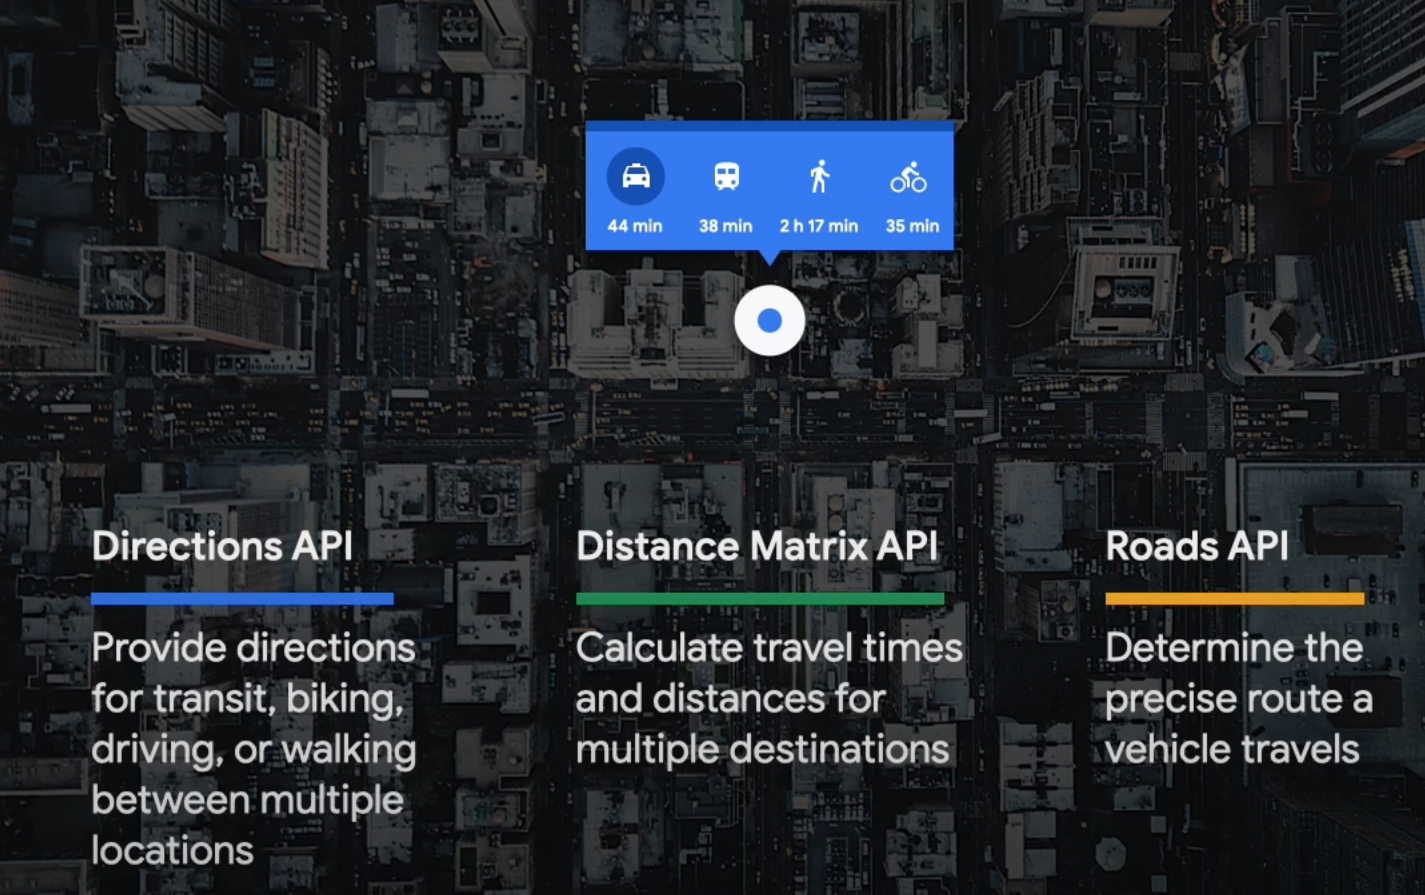 44 min 38 min 2 h 17 min 35 min
Directions API
Provide directions
for transit, biking,
driving, or walking
between multiple
locations
Distance Matrix API
Calculate travel times
and distances for
multiple destinations
Roads API
Determine the
precise route a
vehicle travels